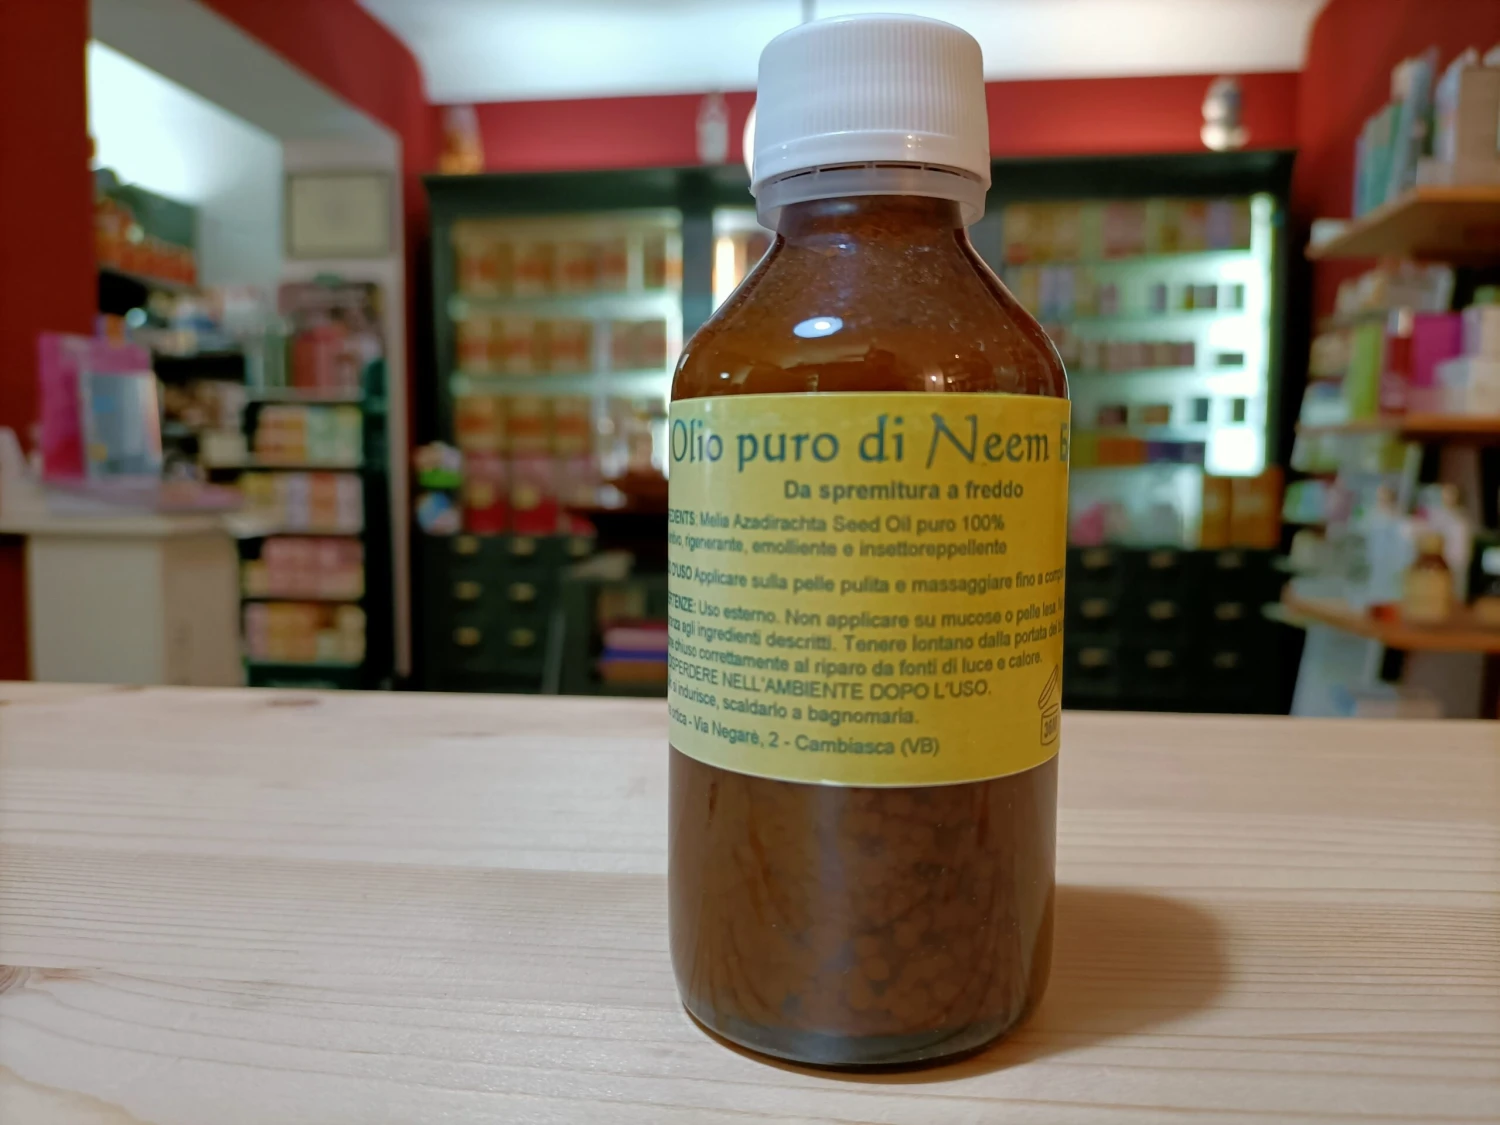 Olio puro di Neem
Da spremitura a freddo
Melia Azadirachta Seed Oil puro 100%
rigenerante, emolliente e insettoreppellente
D'USO Applicare sulla pelle pulita e massaggiare fino a
Uso esterno. Non applicare su mucose o pelle lesa.
agli ingredienti descritti. Tenere lontano dalla portata
chiuso correttamente al riparo da fonti di luce e calore.
NELL'AMBIENTE DOPO L'USO.
si indurisce, scaldarlo a bagnomaria.
- Via Negarè, 2 - Cambiasca (VB)